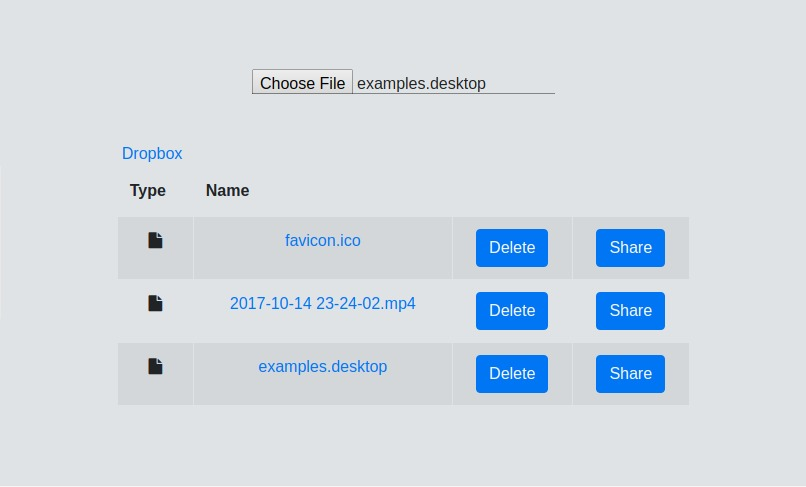 Choose File examples.desktop
Dropbox
Type Name
favicon.ico Delete Share
2017-10-14 23-24-02.mp4 Delete Share
examples.desktop Delete Share